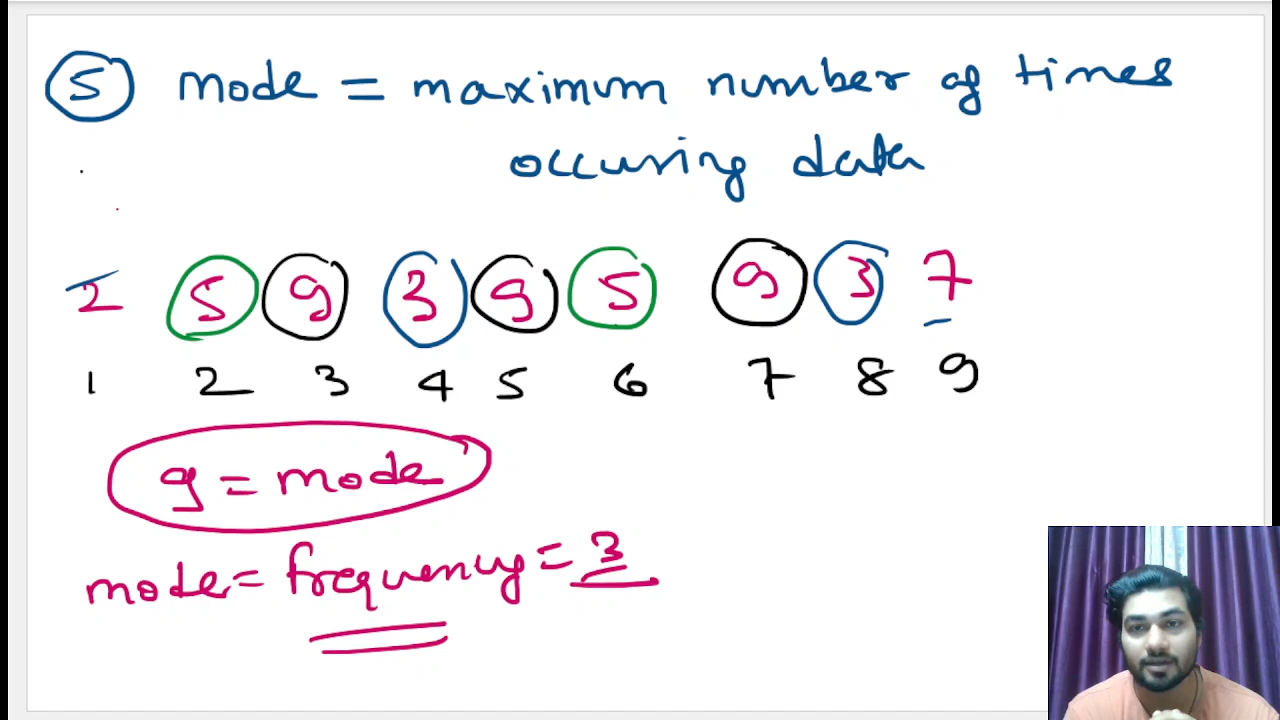 5 mode = maximum number of times
occuring data
2 5 9 3 9 5 9 3 7
1 2 3 4 5 6 7 8 9
9 = mode
mode = frequency = 3